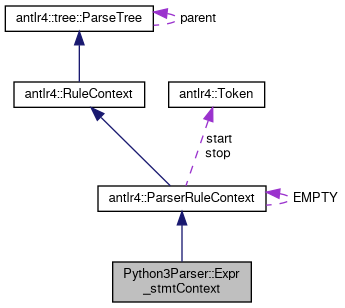 antlr4::tree::ParseTree
parent
antlr4::RuleContext
antlr4::Token
start
stop
antlr4::ParserRuleContext
EMPTY
Python3Parser::Expr
_stmtContext